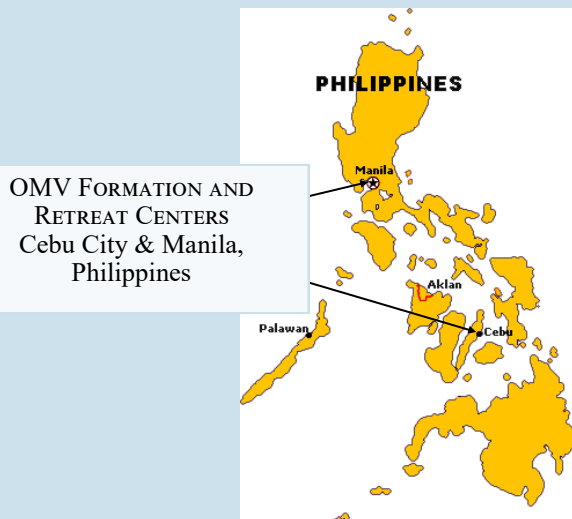 PHILIPPINES
Manila
OMV FORMATION AND
RETREAT CENTERS
Cebu City & Manila,
Philippines
Aklan
Palawan
Cebu